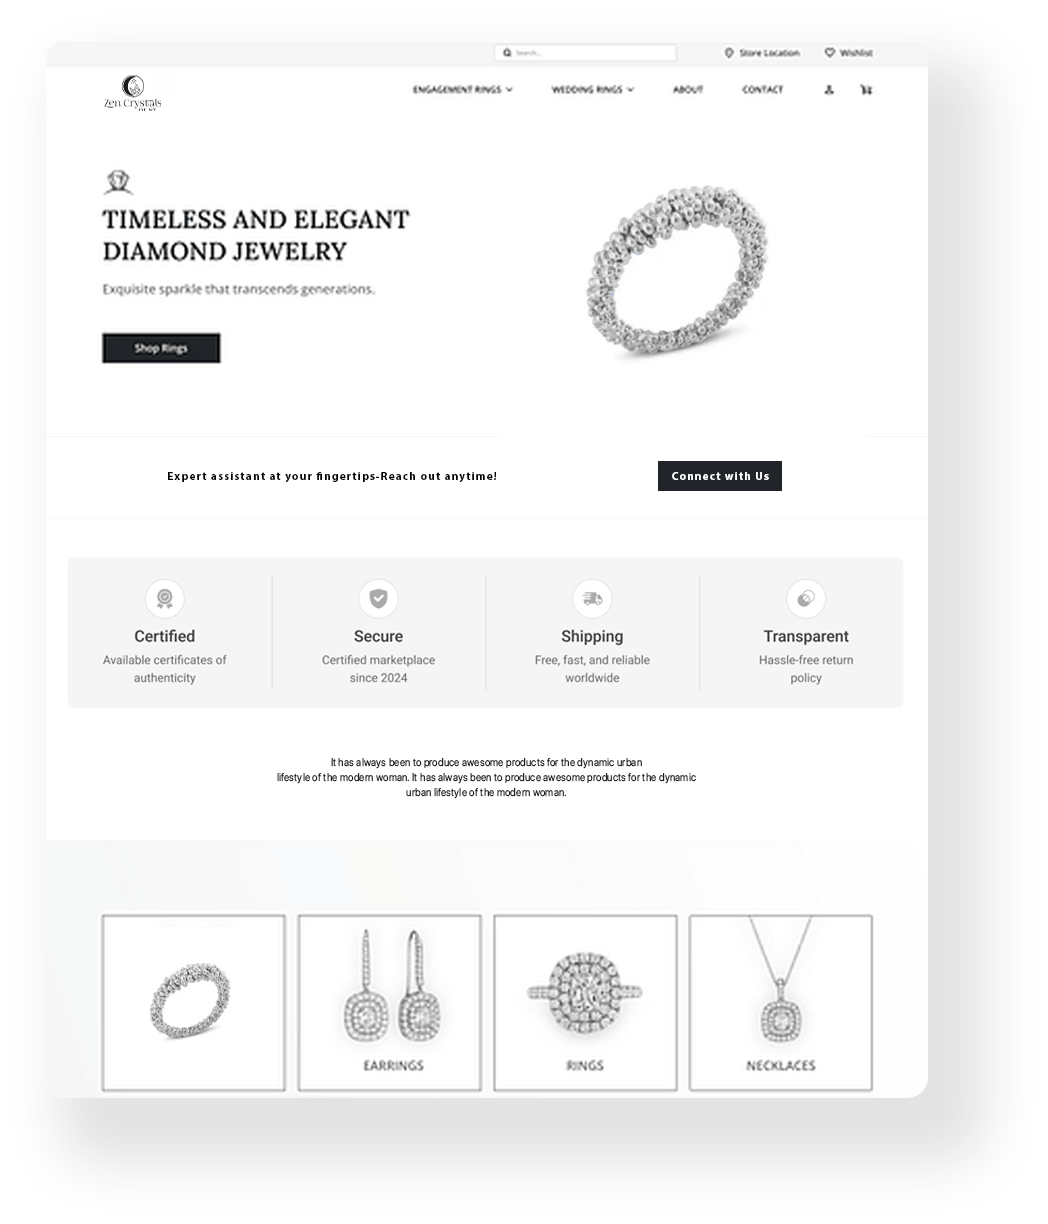 Search...
Store Location
Wishlist
Zen Crystals
ENGAGEMENT RINGS
WEDDING RINGS
ABOUT
CONTACT
TIMELESS AND ELEGANT
DIAMOND JEWELRY
Exquisite sparkle that transcends generations.
Shop Rings
Expert assistant at your fingertips-Reach out anytime!
Connect with Us
Certified
Available certificates of
authenticity
Secure
Certified marketplace
since 2024
Shipping
Free, fast, and reliable
worldwide
Transparent
Hassle-free return
policy
It has always been to produce awesome products for the dynamic urban
lifestyle of the modern woman. It has always been to produce awesome products for the dynamic
urban lifestyle of the modern woman.
EARRINGS
RINGS
NECKLACES